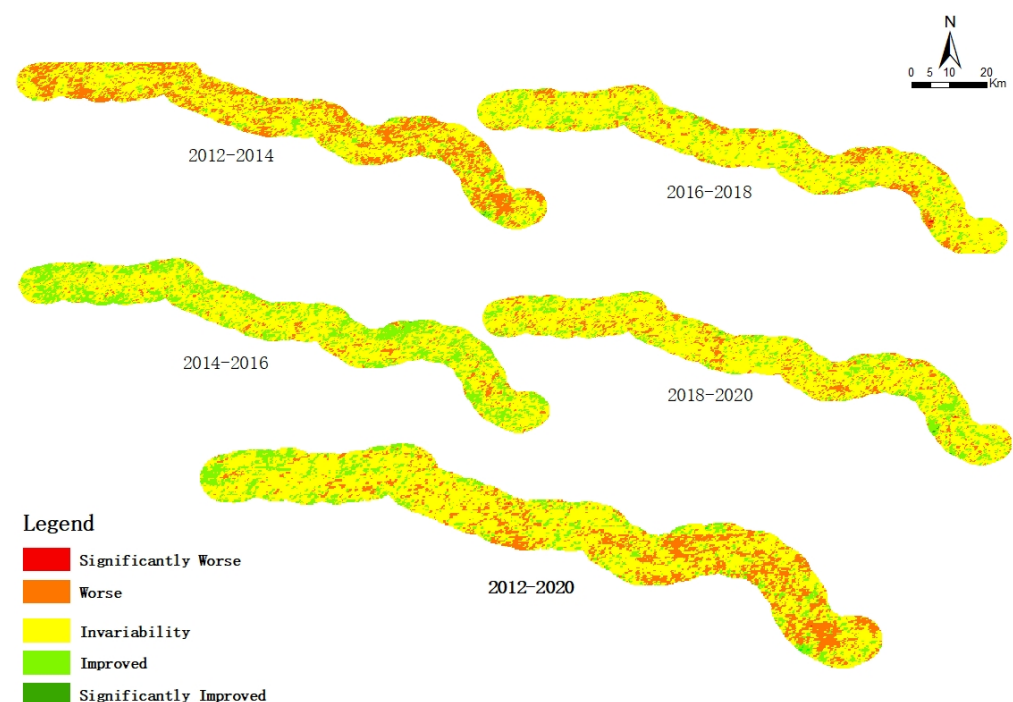 N
0 5 10 20
Km
2012-2014
2016-2018
2014-2016
2018-2020
2012-2020
Legend
Significantly Worse
Worse
Invariability
Improved
Significantly Improved